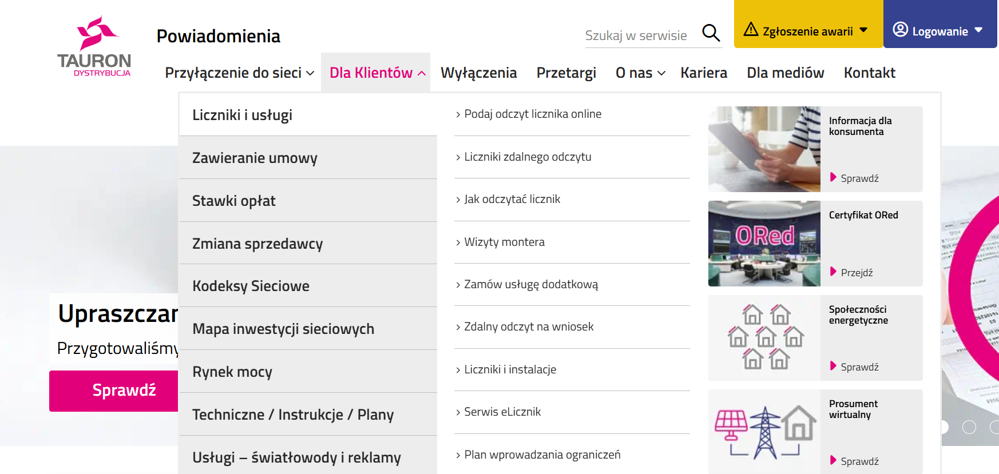 TAURON
DYSTRYBUCJA
Powiadomienia
Szukaj w serwisie
Zgłoszenie awarii
Logowanie
Przyłączenie do sieci
Dla Klientów
Wyłączenia
Przetargi
O nas
Kariera
Dla mediów
Kontakt
Liczniki i usługi
Zawieranie umowy
Stawki opłat
Zmiana sprzedawcy
Kodeksy Sieciowe
Mapa inwestycji sieciowych
Rynek mocy
Techniczne / Instrukcje / Plany
Usługi – światłowody i reklamy
Podaj odczyt licznika online
Liczniki zdalnego odczytu
Jak odczytać licznik
Wizyty montera
Zamów usługę dodatkową
Zdalny odczyt na wniosek
Liczniki i instalacje
Serwis eLicznik
Plan wprowadzania ograniczeń
Informacja dla
konsumenta
Sprawdź
ORed
Certyfikat ORed
Przejdź
Społeczności
energetyczne
Sprawdź
Prosument
wirtualny
Sprawdź
Upraszczan
Przygotowaliśmy
Sprawdź